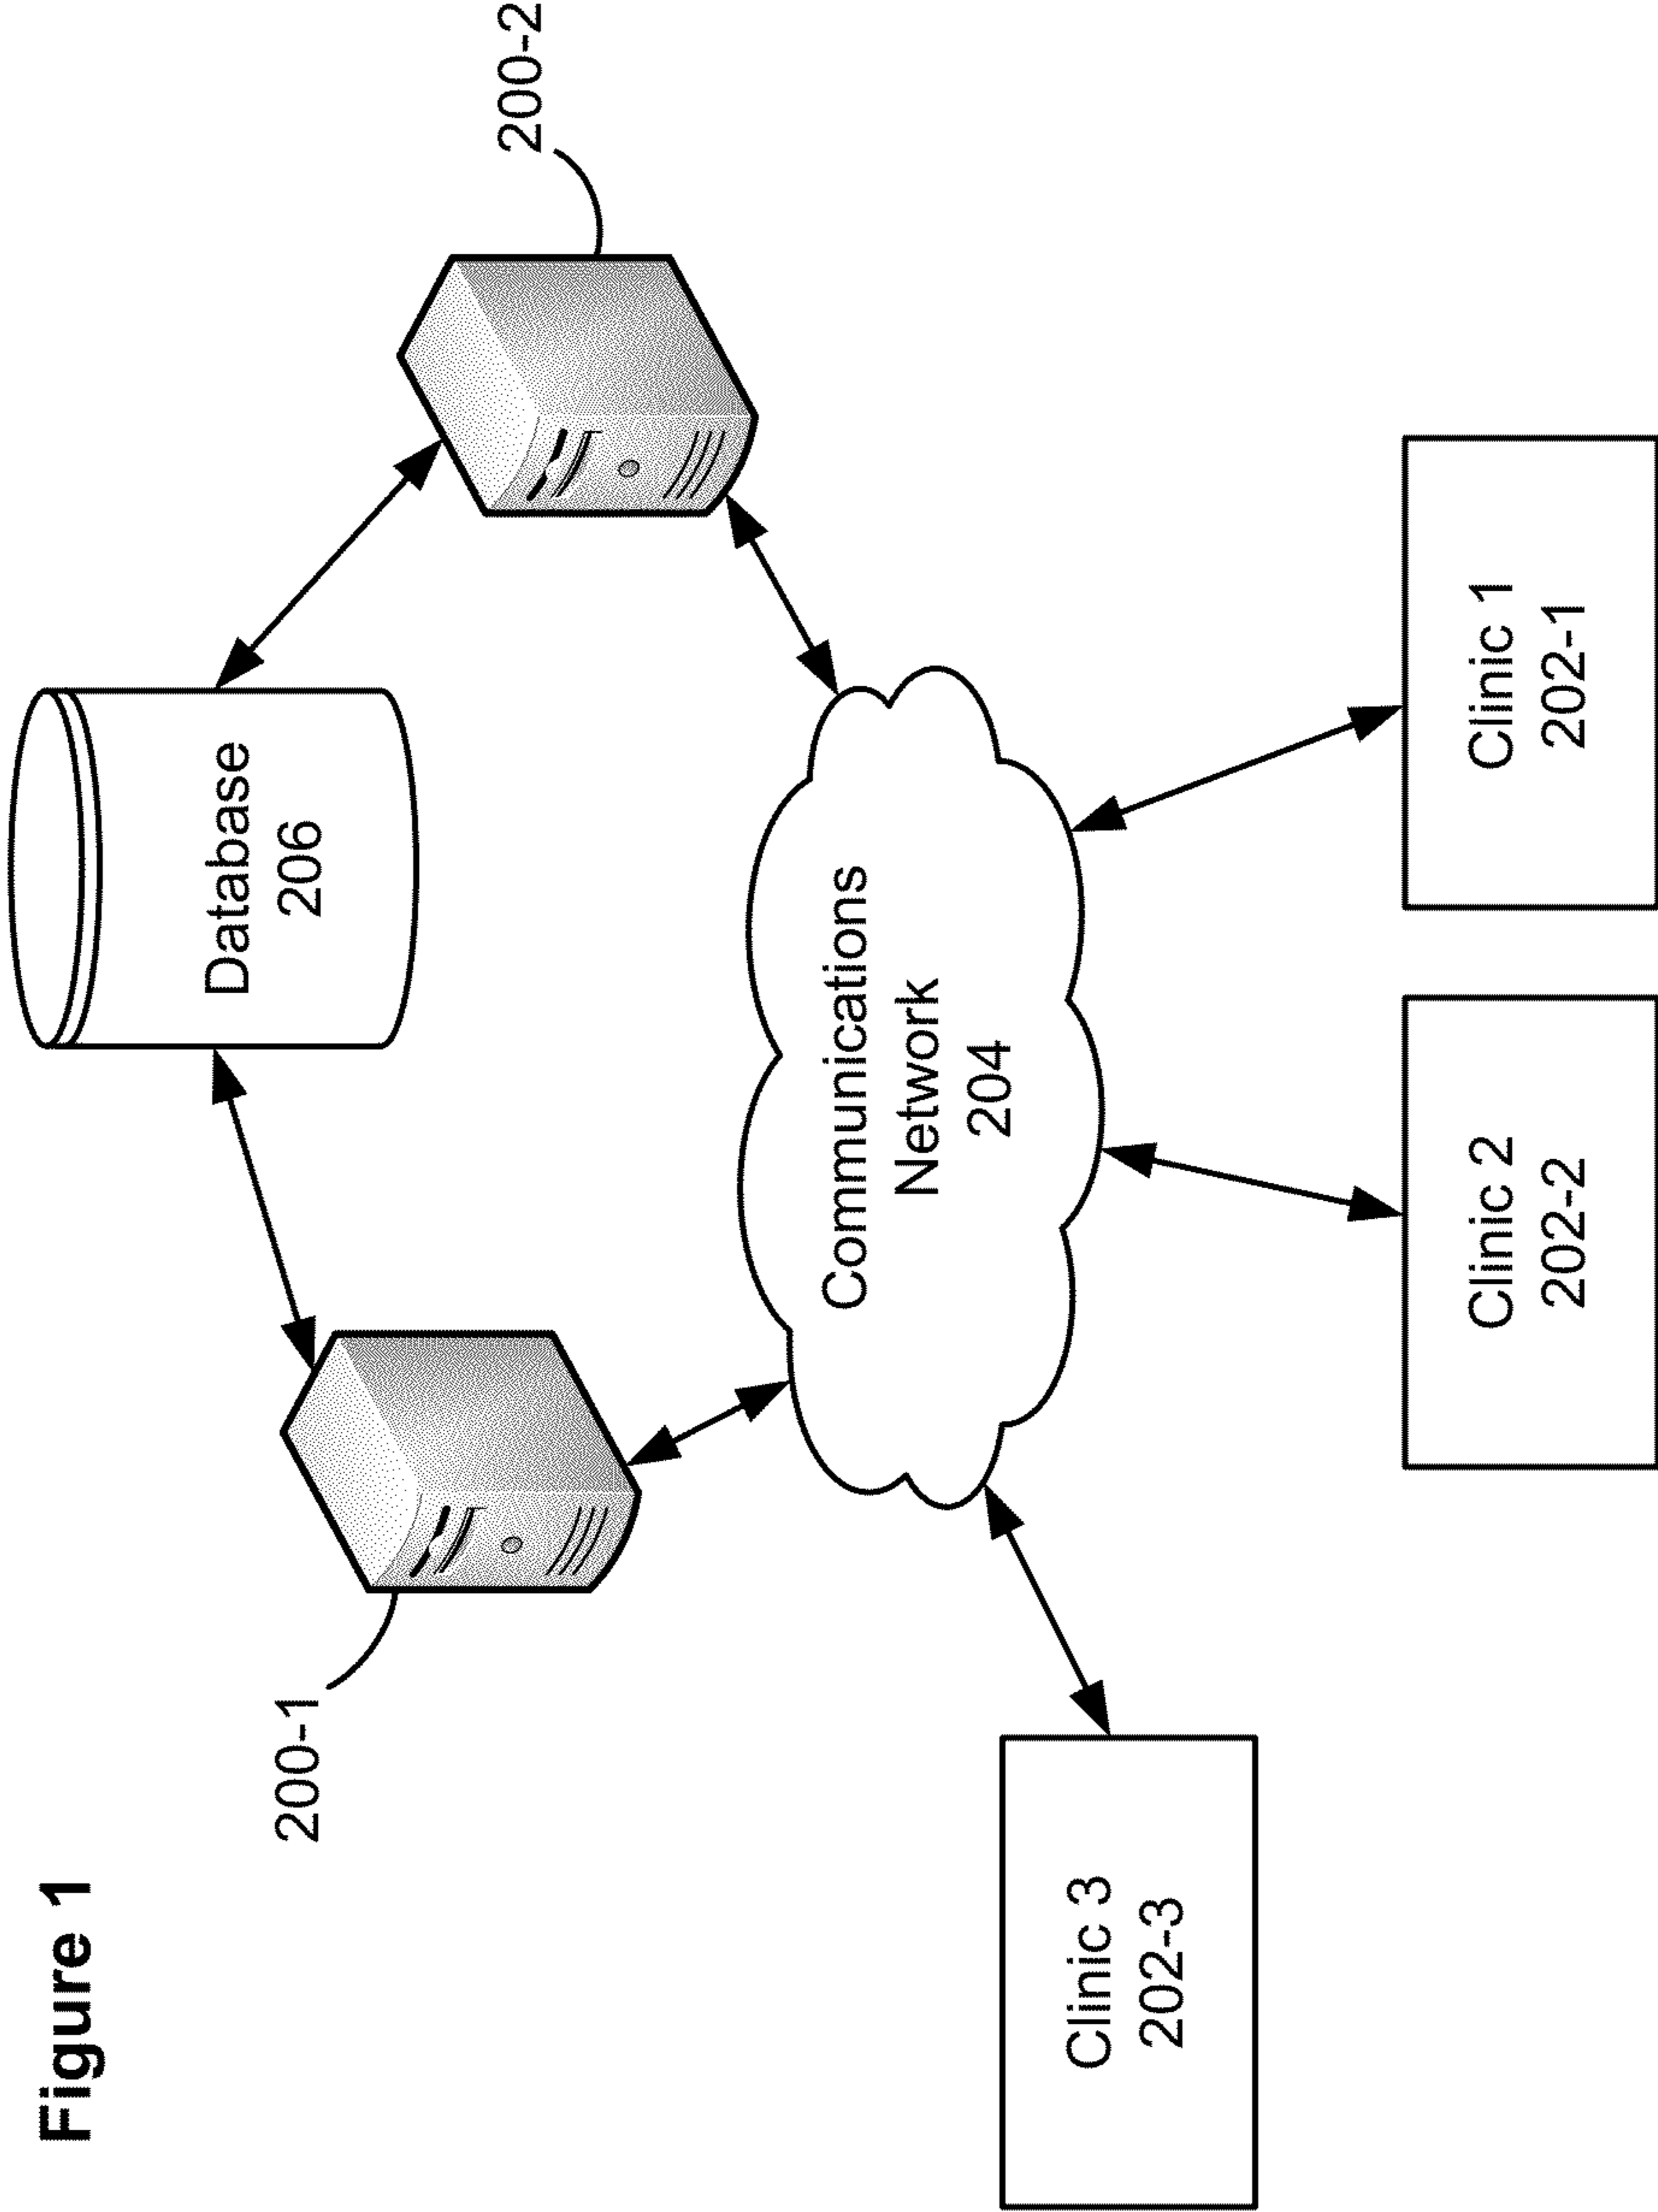 Figure 1
Database
206
200-1
200-2
Communications
Network
204
Clinic 3
202-3
Clinic 2
202-2
Clinic 1
202-1